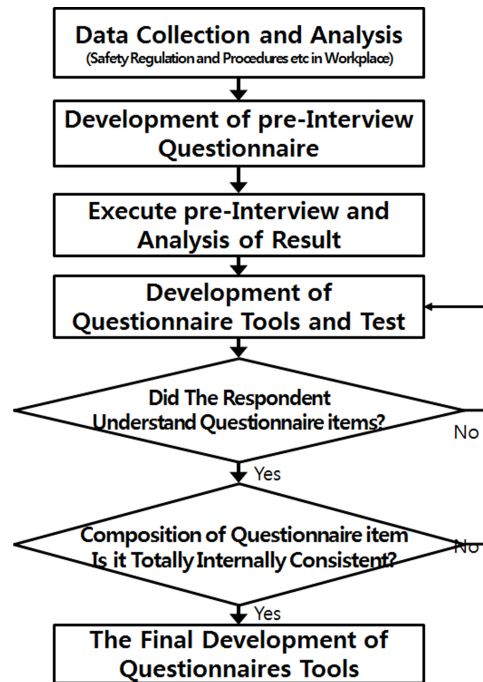 Data Collection and Analysis
(Safety Regulation and Procedures etc in Workplace)
Development of pre-Interview
Questionnaire
Execute pre-Interview and
Analysis of Result
Development of
Questionnaire Tools and Test
Did The Respondent
Understand Questionnaire items?
No
Yes
Composition of Questionnaire item
Is it Totally Internally Consistent?
No
Yes
The Final Development of
Questionnaires Tools